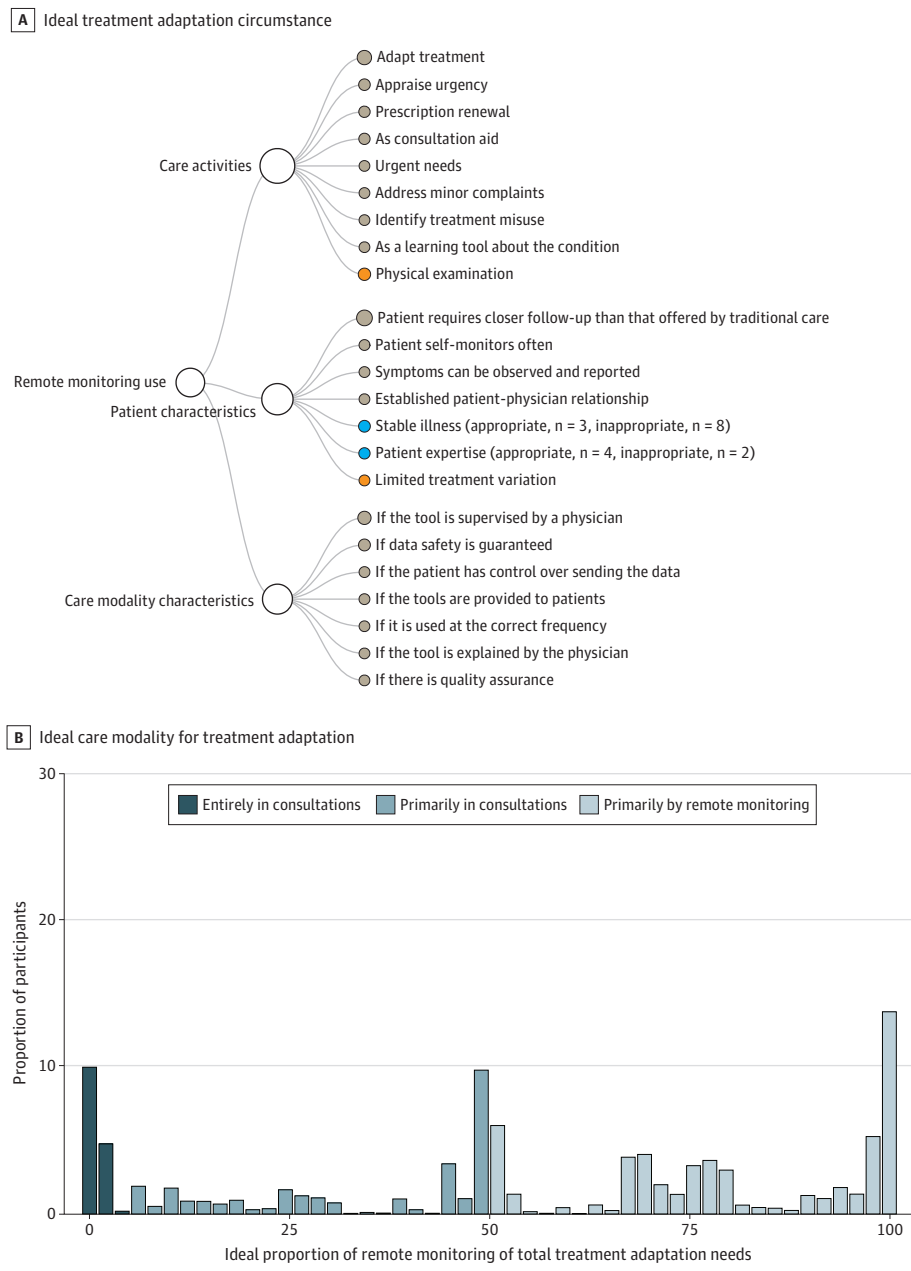 A Ideal treatment adaptation circumstance
Remote monitoring use
Care activities
Adapt treatment
Appraise urgency
Prescription renewal
As consultation aid
Urgent needs
Address minor complaints
Identify treatment misuse
As a learning tool about the condition
Physical examination
Patient characteristics
Patient requires closer follow-up than that offered by traditional care
Patient self-monitors often
Symptoms can be observed and reported
Established patient-physician relationship
Stable illness (appropriate, n = 3, inappropriate, n = 8)
Patient expertise (appropriate, n = 4, inappropriate, n = 2)
Limited treatment variation
Care modality characteristics
If the tool is supervised by a physician
If data safety is guaranteed
If the patient has control over sending the data
If the tools are provided to patients
If it is used at the correct frequency
If the tool is explained by the physician
If there is quality assurance
B Ideal care modality for treatment adaptation
Entirely in consultations
Primarily in consultations
Primarily by remote monitoring
Proportion of participants
30
20
10
0
0
25
50
75
100
Ideal proportion of remote monitoring of total treatment adaptation needs